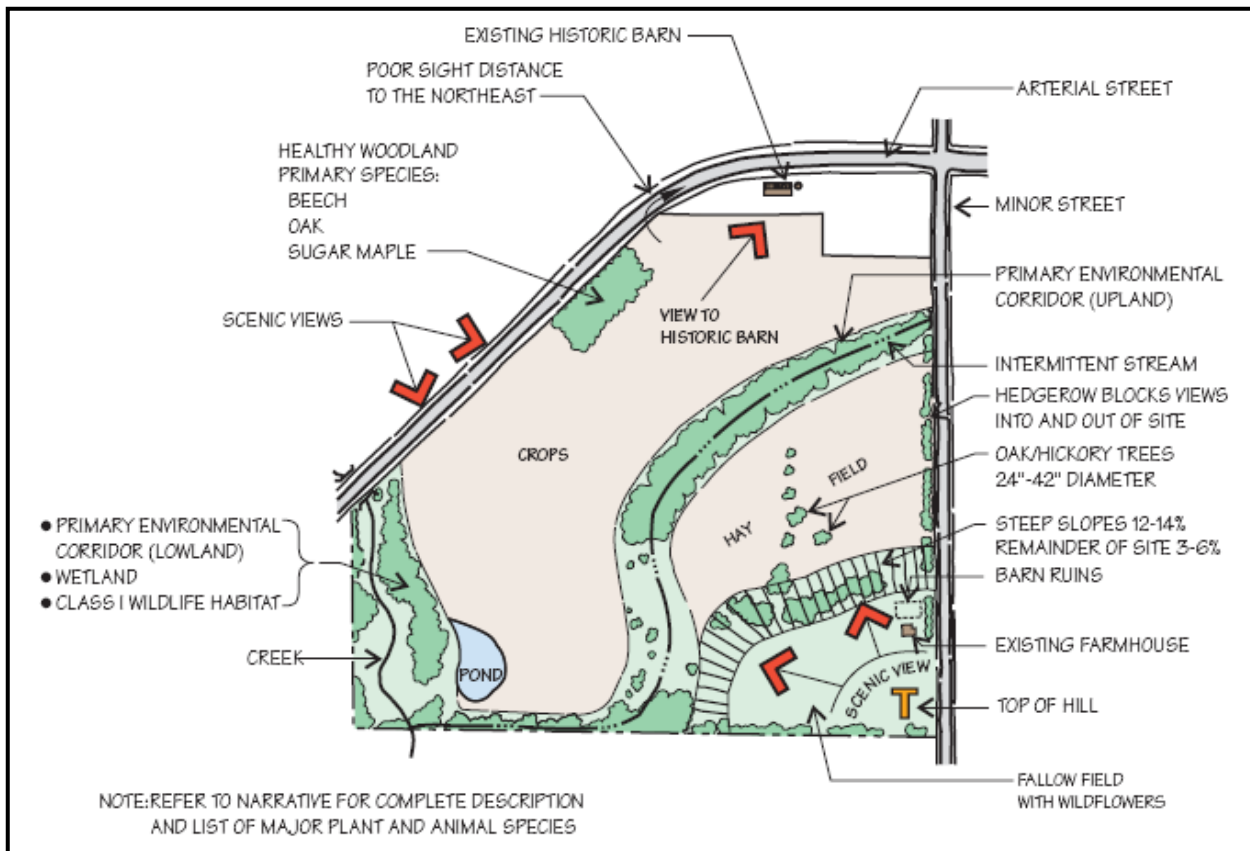 EXISTING HISTORIC BARN
POOR SIGHT DISTANCE
TO THE NORTHEAST
ARTERIAL STREET
HEALTHY WOODLAND
PRIMARY SPECIES:
BEECH
OAK
SUGAR MAPLE
MINOR STREET
PRIMARY ENVIRONMENTAL
CORRIDOR (UPLAND)
SCENIC VIEWS
VIEW TO
HISTORIC BARN
INTERMITTENT STREAM
HEDGEROW BLOCKS VIEWS
INTO AND OUT OF SITE
CROPS
OAK/HICKORY TREES
24"-42" DIAMETER
HAY FIELD
● PRIMARY ENVIRONMENTAL
CORRIDOR (LOWLAND)
● WETLAND
● CLASS I WILDLIFE HABITAT
STEEP SLOPES 12-14%
REMAINDER OF SITE 3-6%
BARN RUINS
EXISTING FARMHOUSE
CREEK
POND
SCENIC VIEW
T
TOP OF HILL
FALLOW FIELD
WITH WILDFLOWERS
NOTE:REFER TO NARRATIVE FOR COMPLETE DESCRIPTION
AND LIST OF MAJOR PLANT AND ANIMAL SPECIES